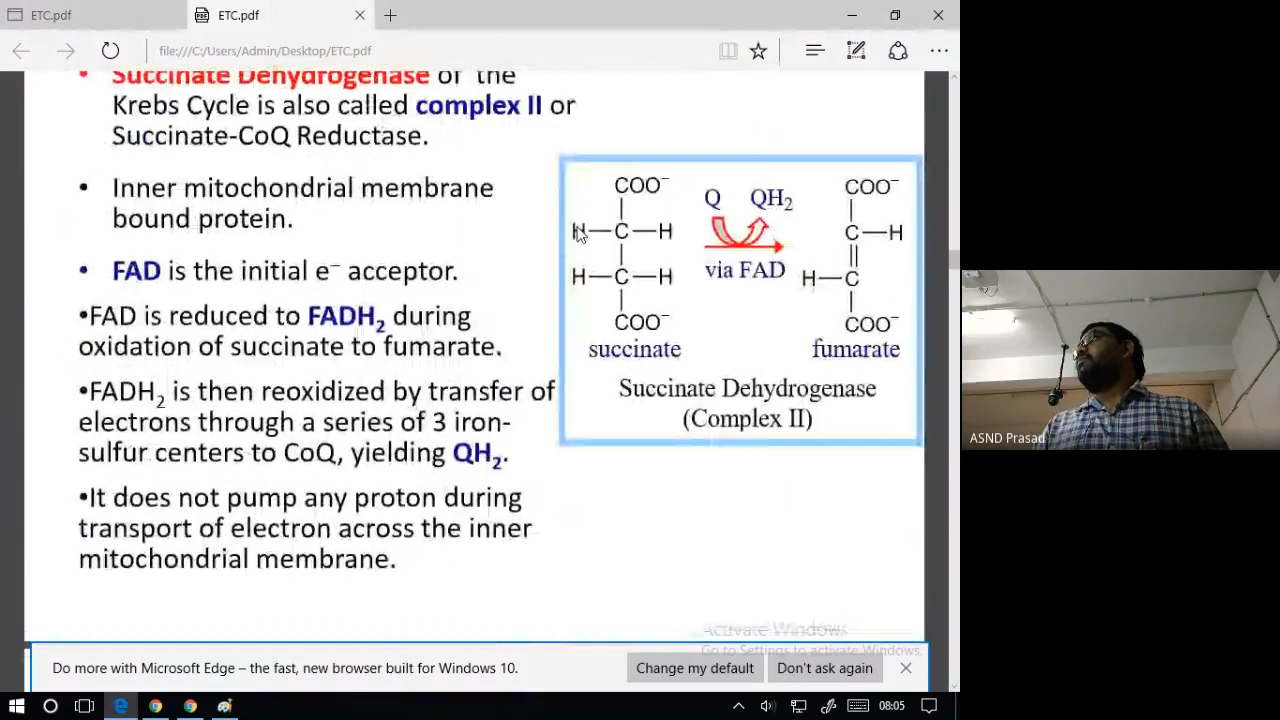 ETC.pdf
ETC.pdf
file:///C:/Users/Admin/Desktop/ETC.pdf
• Succinate Dehydrogenase of the
Krebs Cycle is also called complex II or
Succinate-CoQ Reductase.
• Inner mitochondrial membrane
bound protein.
• FAD is the initial e⁻ acceptor.
•FAD is reduced to FADH₂ during
oxidation of succinate to fumarate.
•FADH₂ is then reoxidized by transfer of
electrons through a series of 3 iron-
sulfur centers to CoQ, yielding QH₂.
•It does not pump any proton during
transport of electron across the inner
mitochondrial membrane.
COO⁻
H—C—H
H—C—H
COO⁻
succinate
Q QH₂
via FAD
COO⁻
C—H
H—C
COO⁻
fumarate
Succinate Dehydrogenase
(Complex II)
ASND Prasad
Activate Windows
Go to Settings to activate Windows.
Do more with Microsoft Edge – the fast, new browser built for Windows 10.
Change my default
Don't ask again
08:05